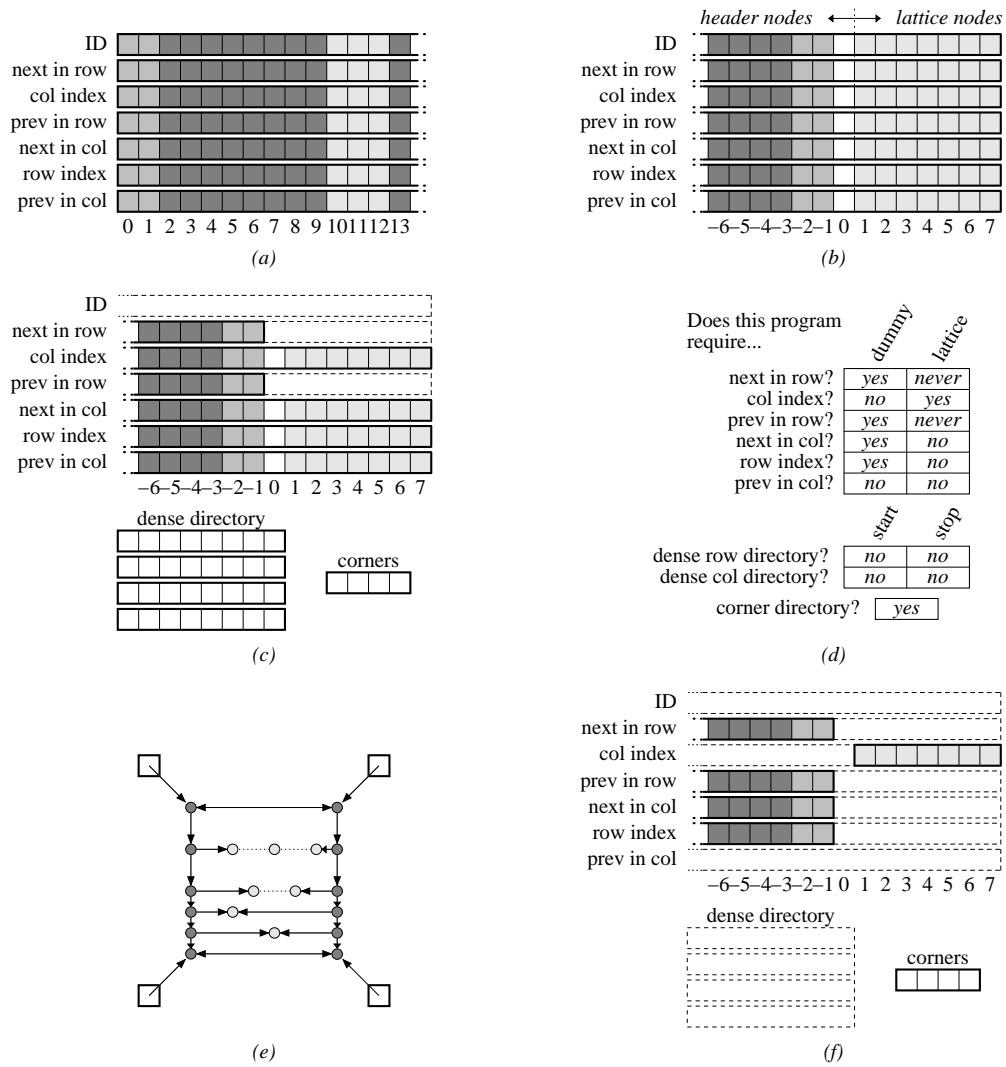 ID
next in row
col index
prev in row
next in col
row index
prev in col
0 1 2 3 4 5 6 7 8 9 10 11 12 13
(a)
header nodes lattice nodes
ID
next in row
col index
prev in row
next in col
row index
prev in col
−6 −5 −4 −3 −2 −1 0 1 2 3 4 5 6 7
(b)
ID
next in row
col index
prev in row
next in col
row index
prev in col
−6 −5 −4 −3 −2 −1 0 1 2 3 4 5 6 7
dense directory
corners
(c)
Does this program
require...
dummy lattice
next in row? yes never
col index? no yes
prev in row? yes never
next in col? yes no
row index? yes no
prev in col? no no
start stop
dense row directory? no no
dense col directory? no no
corner directory? yes
(d)
(e)
ID
next in row
col index
prev in row
next in col
row index
prev in col
−6 −5 −4 −3 −2 −1 0 1 2 3 4 5 6 7
dense directory
corners
(f)